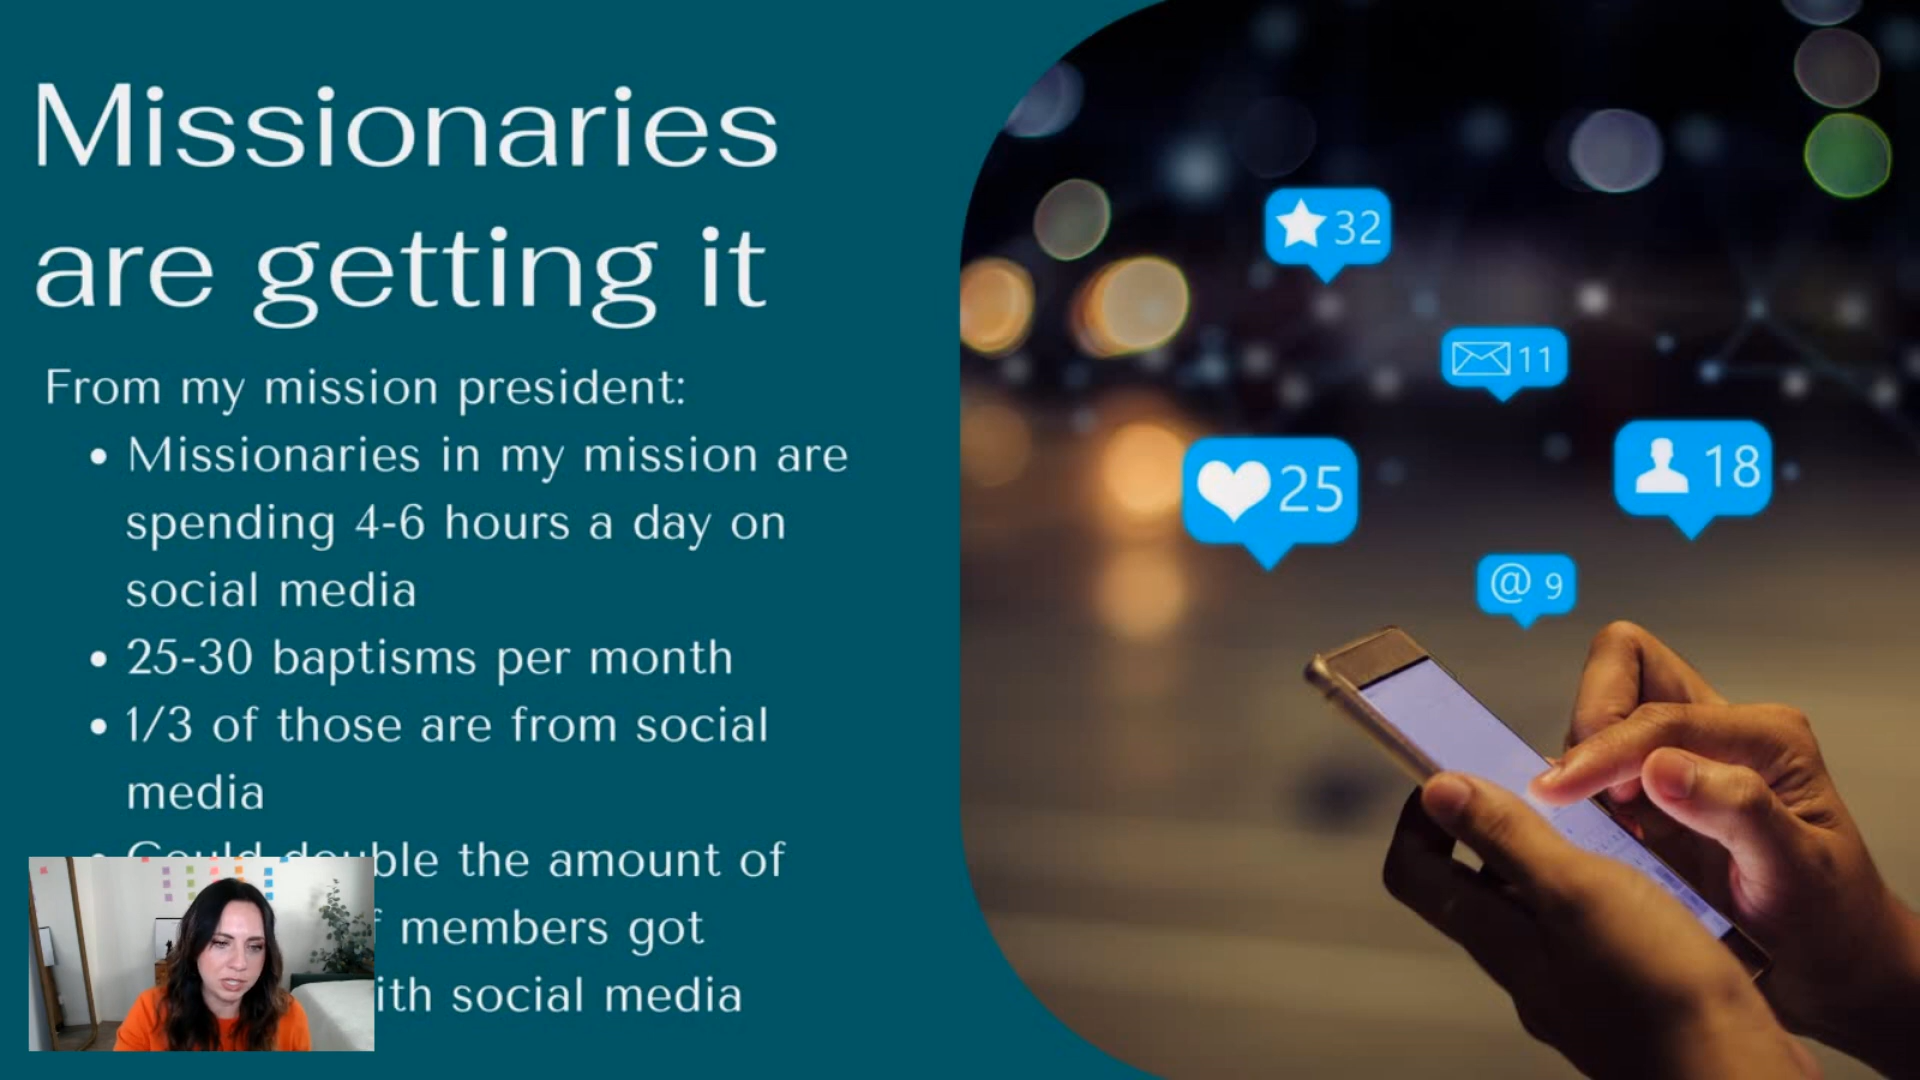 Missionaries
are getting it
From my mission president:
• Missionaries in my mission are
spending 4-6 hours a day on
social media
• 25-30 baptisms per month
• 1/3 of those are from social
media
• Could double the amount of
members got
social media
32
11
25
18
@ 9